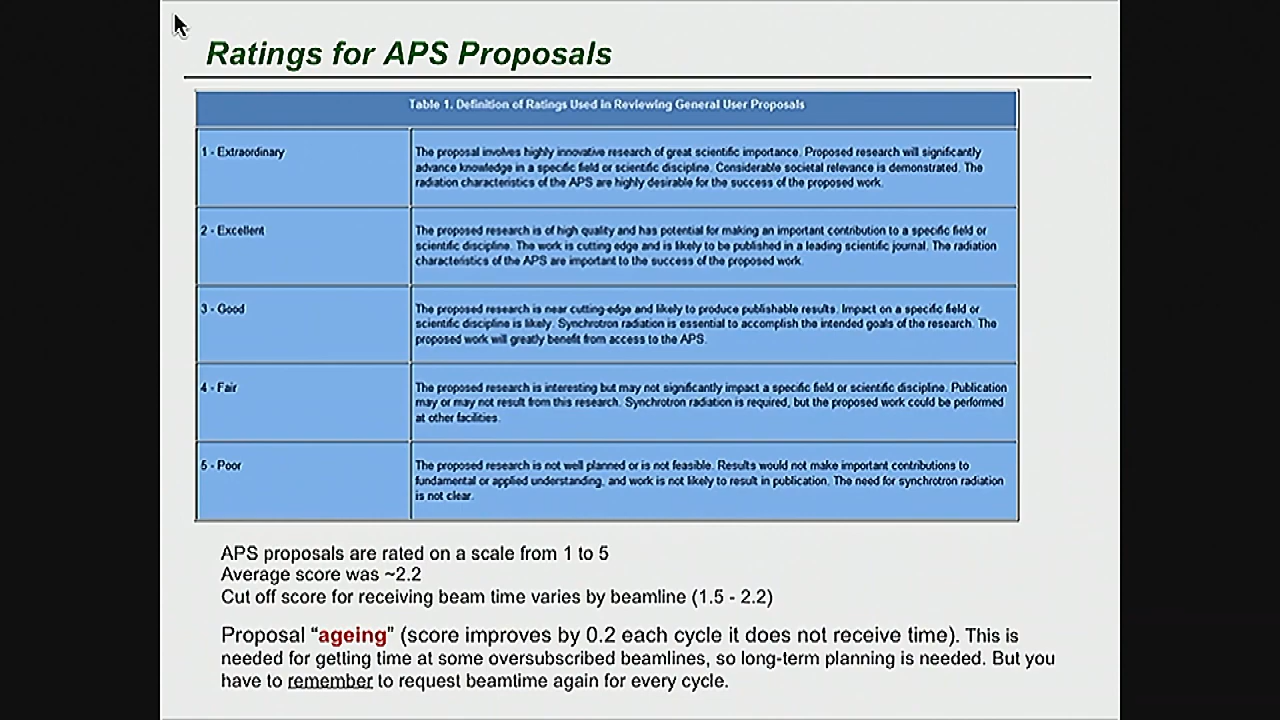 Ratings for APS Proposals
Table 1. Definition of Ratings Used in Reviewing General User Proposals
1 - Extraordinary
The proposal involves highly innovative research of great scientific importance. Proposed research will significantly
advance knowledge in a specific field or scientific discipline. Considerable societal relevance is demonstrated. The
radiation characteristics of the APS are highly desirable for the success of the proposed work.
2 - Excellent
The proposed research is of high quality and has potential for making an important contribution to a specific field or
scientific discipline. The work is cutting edge and is likely to be published in a leading scientific journal. The radiation
characteristics of the APS are important to the success of the proposed work.
3 - Good
The proposed research is near cutting-edge and likely to produce publishable results. Impact on a specific field or
scientific discipline is likely. Synchrotron radiation is essential to accomplish the intended goals of the research. The
proposed work will greatly benefit from access to the APS.
4 - Fair
The proposed research is interesting but may not significantly impact a specific field or scientific discipline. Publication
may or may not result from this research. Synchrotron radiation is required, but the proposed work could be performed
at other facilities.
5 - Poor
The proposed research is not well planned or is not feasible. Results would not make important contributions to
fundamental or applied understanding, and work is not likely to result in publication. The need for synchrotron radiation
is not clear.
APS proposals are rated on a scale from 1 to 5
Average score was ~2.2
Cut off score for receiving beam time varies by beamline (1.5 - 2.2)
Proposal “ageing” (score improves by 0.2 each cycle it does not receive time). This is
needed for getting time at some oversubscribed beamlines, so long-term planning is needed. But you
have to remember to request beamtime again for every cycle.